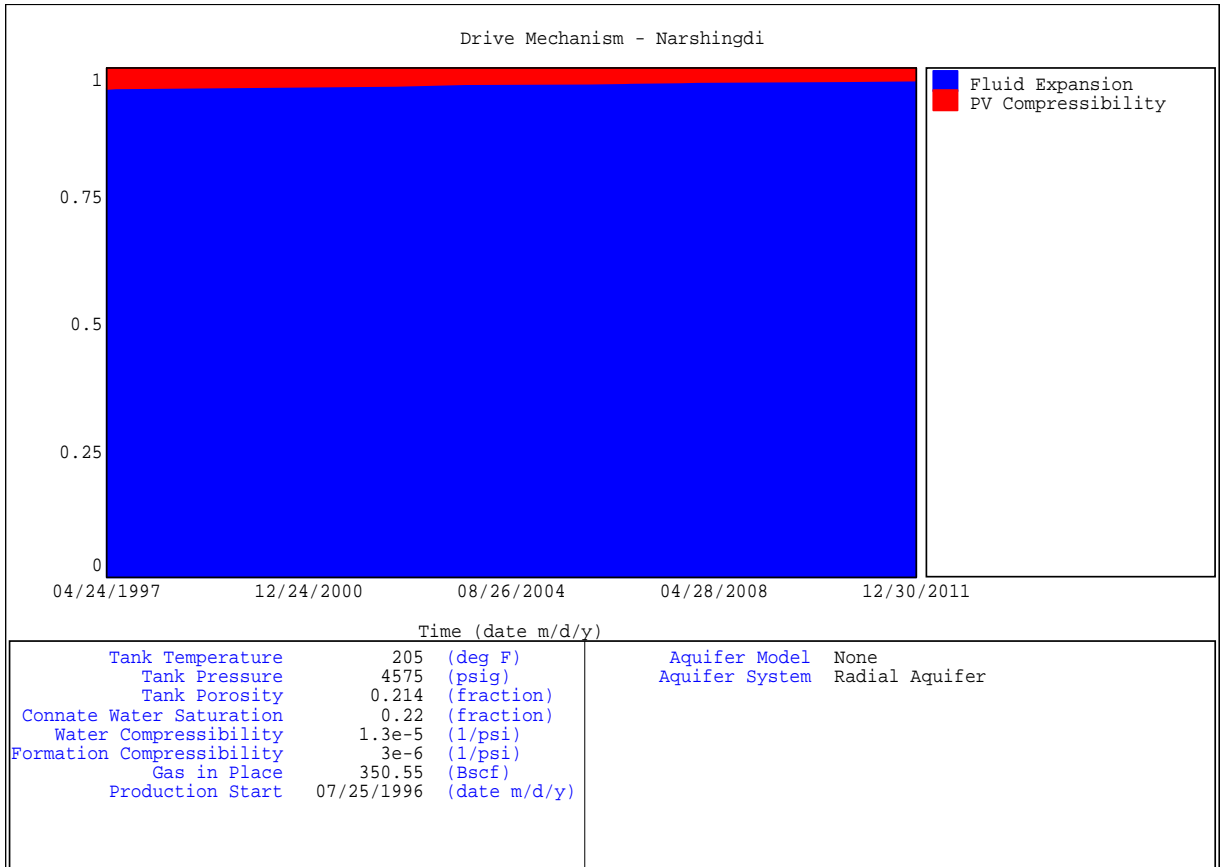 Drive Mechanism - Narshingdi
1
0.75
0.5
0.25
0
04/24/1997 12/24/2000 08/26/2004 04/28/2008 12/30/2011
Time (date m/d/y)
Fluid Expansion
PV Compressibility
Tank Temperature 205 (deg F)
Tank Pressure 4575 (psig)
Tank Porosity 0.214 (fraction)
Connate Water Saturation 0.22 (fraction)
Water Compressibility 1.3e-5 (1/psi)
Formation Compressibility 3e-6 (1/psi)
Gas in Place 350.55 (Bscf)
Production Start 07/25/1996 (date m/d/y)
Aquifer Model None
Aquifer System Radial Aquifer